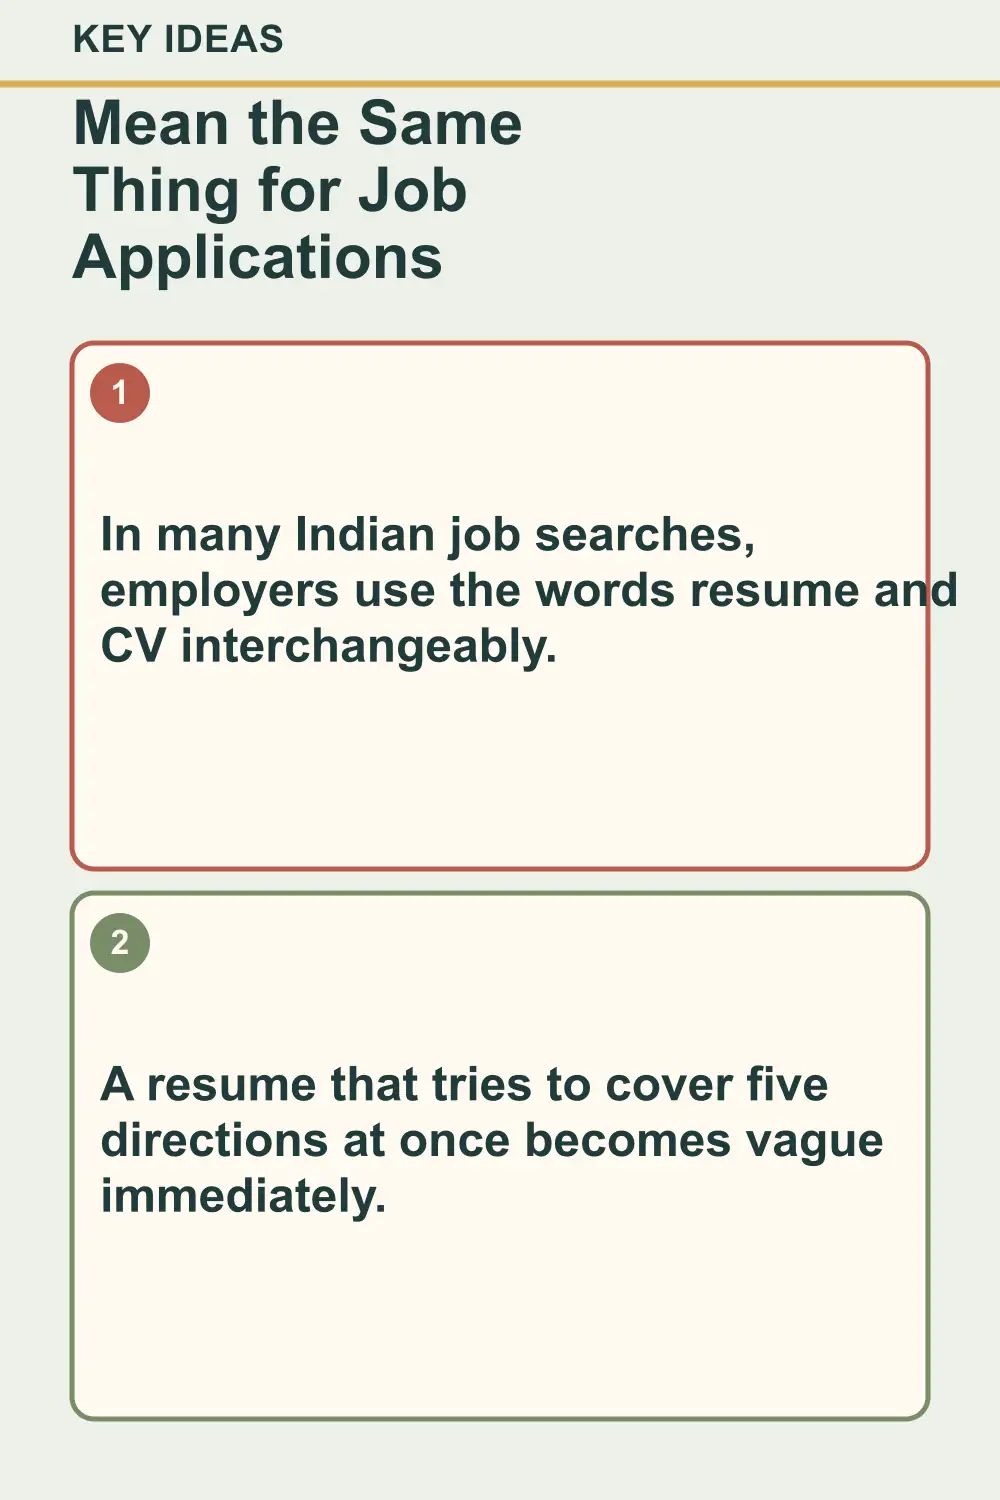 KEY IDEAS
Mean the Same
Thing for Job
Applications
1
In many Indian job searches,
employers use the words resume and
CV interchangeably.
2
A resume that tries to cover five
directions at once becomes vague
immediately.